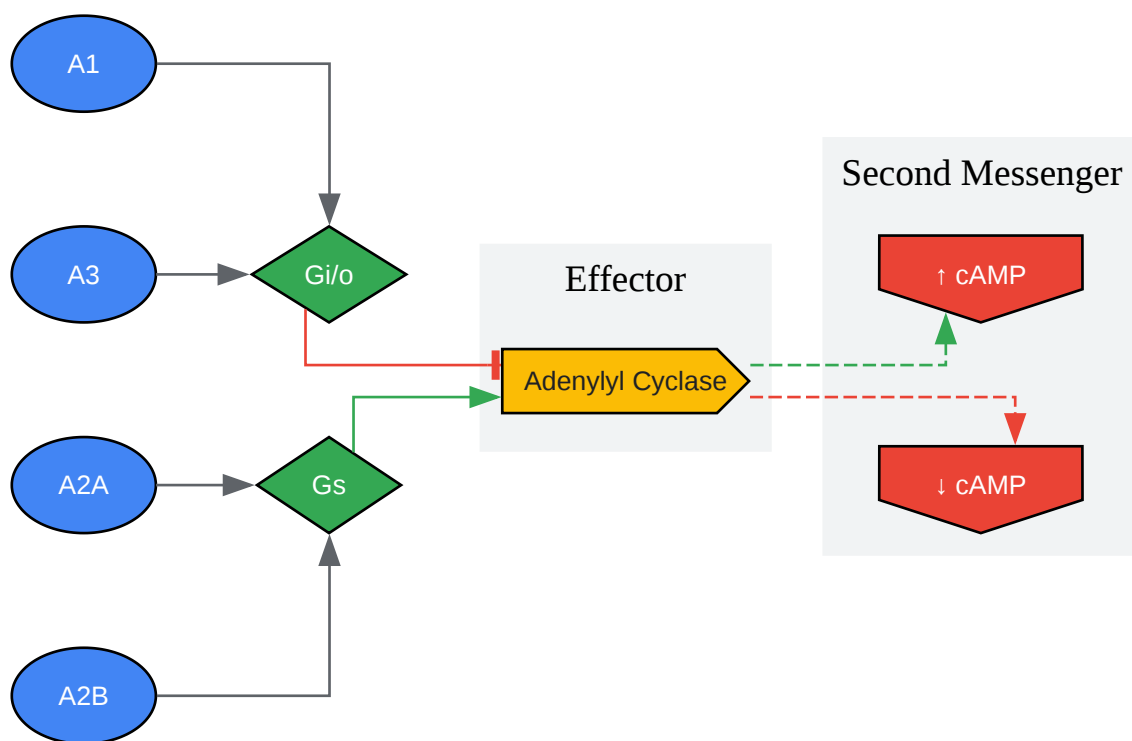 A1
Second Messenger
A3
Gi/o
Effector
↑ cAMP
Adenylyl Cyclase
A2A
Gs
↓ cAMP
A2B